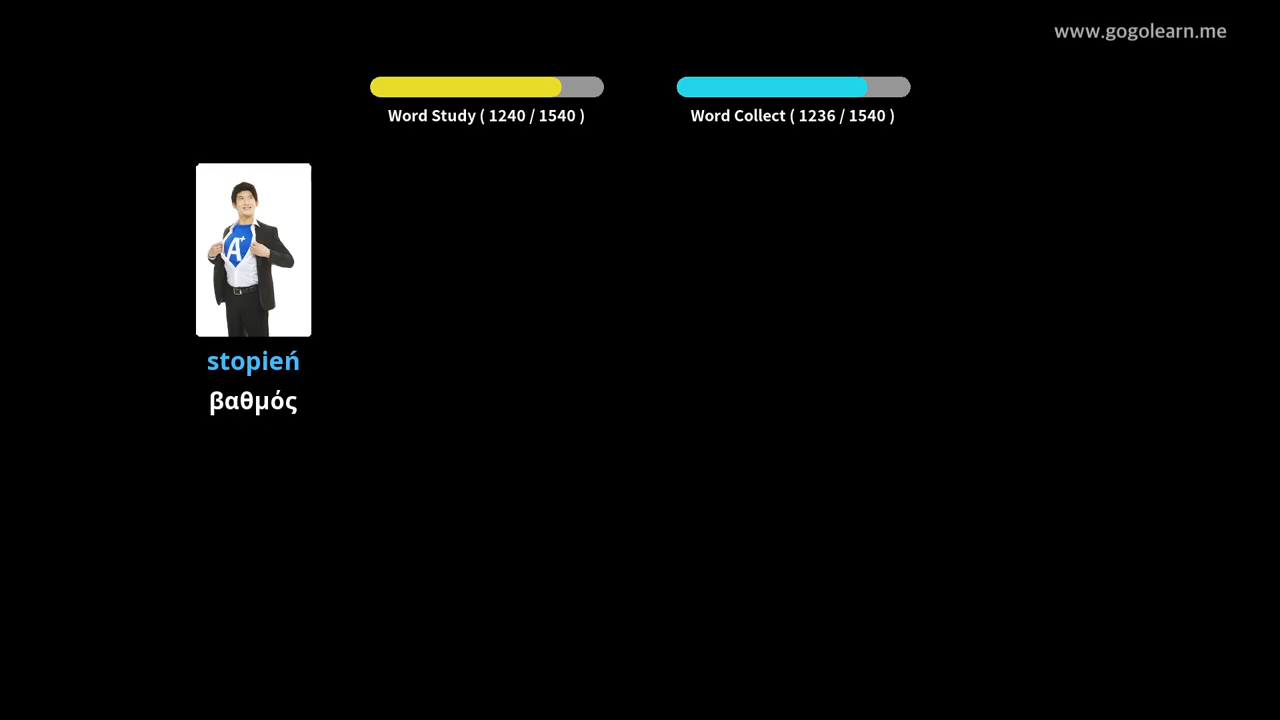 www.gogolearn.me
Word Study ( 1240 / 1540 )
Word Collect ( 1236 / 1540 )
A+
stopień
βαθμός